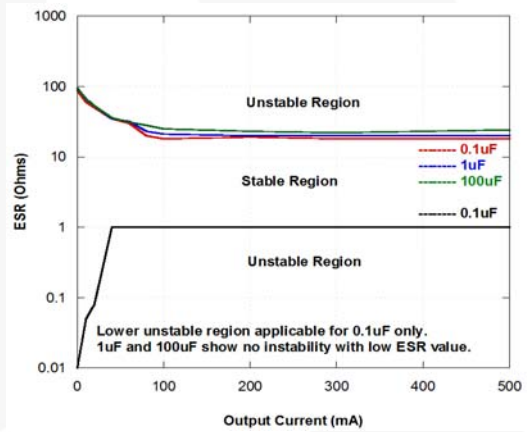 1000
100
10
1
0.1
0.01
ESR (Ohms)
Unstable Region
0.1uF
1uF
100uF
0.1uF
Stable Region
Unstable Region
Lower unstable region applicable for 0.1uF only.
1uF and 100uF show no instability with low ESR value.
0 100 200 300 400 500
Output Current (mA)